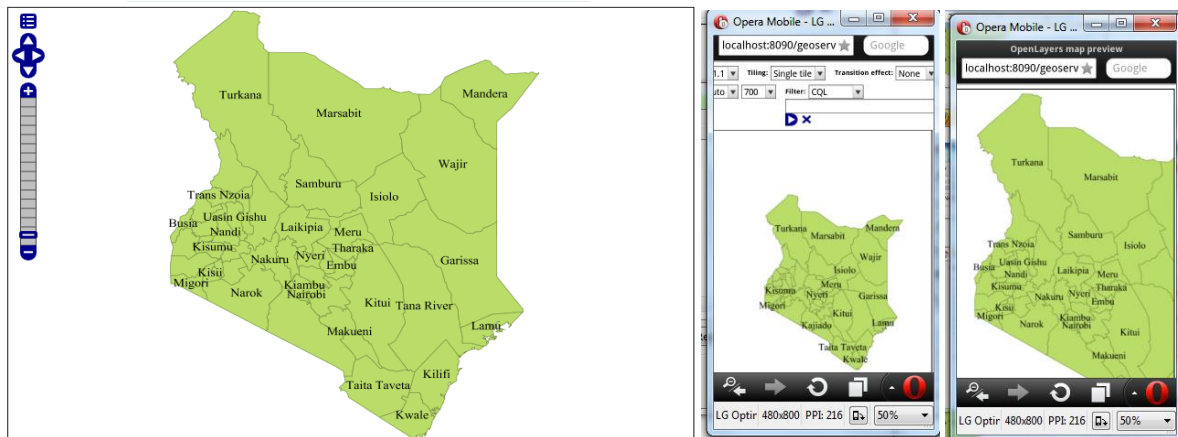 Turkana
Marsabit
Mandera
Wajir
Samburu
Isiolo
Trans Nzoia
Uasin Gishu
Busia
Nandi
Laikipia
Meru
Kisumu
Tharaka
Nakuru
Nyeri
Embu
Garissa
Kisii
Migori
Narok
Kiambu
Nairobi
Kitui
Tana River
Makueni
Lamu
Taita Taveta
Kilifi
Kwale
Opera Mobile - LG ...
localhost:8090/geoserv
Google
1.1 Tiling: Single tile Transition effect: None
uto 700 Filter: CQL
Turkana
Marsabit
Mandera
Wajir
Isiolo
Kisumu
Meru
Nyeri
Garissa
Migori
Kitui
Kajiado
Lamu
Taita Taveta
Kwale
LG Optir 480x800 PPI: 216 50%
Opera Mobile - LG ...
OpenLayers map preview
localhost:8090/geoserv
Google
Turkana
Marsabit
Samburu
Trans Nzoia
Isiolo
Uasin Gishu
Busia
Nandi
Laikipia
Meru
Kisumu
Tharaka
Nakuru
Nyeri
Embu
Kisii
Migori
Narok
Kiambu
Nairobi
Kitui
Makueni
LG Optir 480x800 PPI: 216 50%